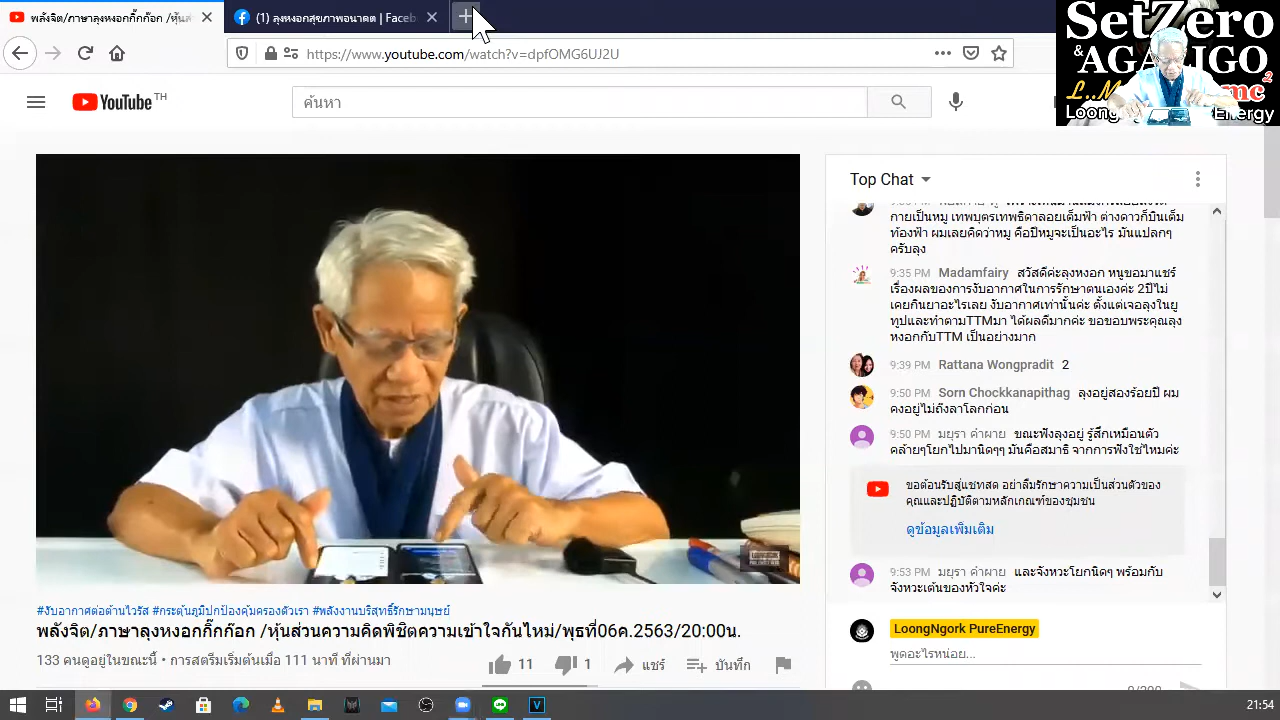 พลังจิต/ภาษาลุงหงอกกิ๊กก๊อก /หุ้นส
(1) ลุงหงอกสุขภาพอนาคต | Faceb
https://www.youtube.com/watch?v=dpfOMG6UJ2U
SetZero
& AGALIGO
Energy
YouTube TH
ค้นหา
Top Chat
กายเป็นหมู เทพบุตรเทพธิดาลอยเต็มฟ้า ต่างดาวก็บินเต็ม
ท้องฟ้า ผมเลยคิดว่าหมู คือปีหมูจะเป็นอะไร มันแปลกๆ
ครับลุง
9:35 PM Madamfairy สวัสดีค่ะลุงหงอก หนูขอมาแชร์
เรื่องผลของการงับอากาศในการรักษาตนเองค่ะ 2ปีไม่
เคยกินยาอะไรเลย งับอากาศเท่านั้นค่ะ ตั้งแต่เจอลุงในยู
ทูปและทำตามTTMมา ได้ผลดีมากค่ะ ขอขอบพระคุณลุง
หงอกกับTTM เป็นอย่างมาก
9:39 PM Rattana Wongpradit 2
9:50 PM Sorn Chockkanapithag ลุงอยู่สองร้อยปี ผม
คงอยู่ไม่ถึงลาโลกก่อน
9:50 PM มยุรา คำผาย ขณะฟังลุงอยู่ รู้สึกเหมือนตัว
คล้ายๆโยกไปมานิดๆๆ มันคือสมาธิ จากการฟังใช่ไหมค่ะ
ขอต้อนรับสู่แชทสด อย่าลืมรักษาความเป็นส่วนตัวของ
คุณและปฏิบัติตามหลักเกณฑ์ของชุมชน
ดูข้อมูลเพิ่มเติม
9:53 PM มยุรา คำผาย และจังหวะโยกนิดๆ พร้อมกับ
จังหวะเต้นของหัวใจค่ะ
LoongNgork PureEnergy
พูดอะไรหน่อย...
0/200
#งับอากาศต่อต้านไวรัส #กระตุ้นภูมิปกป้องคุ้มครองตัวเรา #พลังงานบริสุทธิ์รักษามนุษย์
พลังจิต/ภาษาลุงหงอกกิ๊กก๊อก /หุ้นส่วนความคิดพิชิตความเข้าใจกันใหม่/พุธที่06ค.2563/20:00น.
133 คนดูอยู่ในขณะนี้ • การสตรีมเริ่มต้นเมื่อ 111 นาที ที่ผ่านมา
11
1
แชร์
บันทึก
21:54